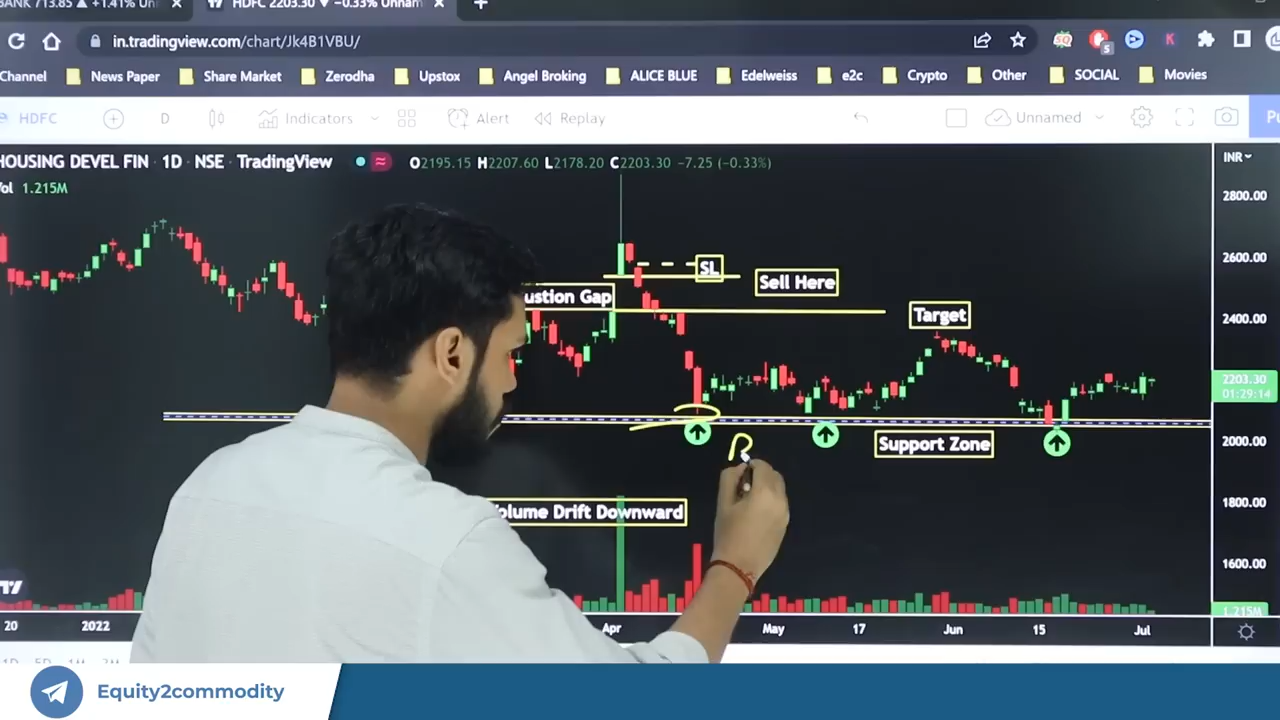 BANK 713.85 ▲ +1.41%
HDFC 2203.30 ▼ −0.33% Unnam
in.tradingview.com/chart/Jk4B1VBU/
Channel News Paper Share Market Zerodha Upstox Angel Broking ALICE BLUE Edelweiss e2c Crypto Other SOCIAL Movies
HDFC D Indicators Alert Replay Unnamed Pu
HOUSING DEVEL FIN · 1D · NSE · TradingView O2195.15 H2207.60 L2178.20 C2203.30 −7.25 (−0.33%) INR
Vol 1.215M
2800.00
2600.00
SL
Sell Here
ustion Gap
Target
2400.00
2203.30
01:29:14
2000.00
Support Zone
B
Volume Drift Downward
1800.00
1600.00
1.215M
20 2022 Apr May 17 Jun 15 Jul
Equity2commodity